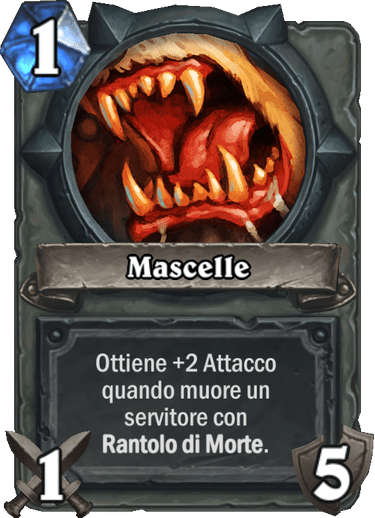 1
Mascelle
Ottiene +2 Attacco
quando muore un
servitore con
Rantolo di Morte.
1
5